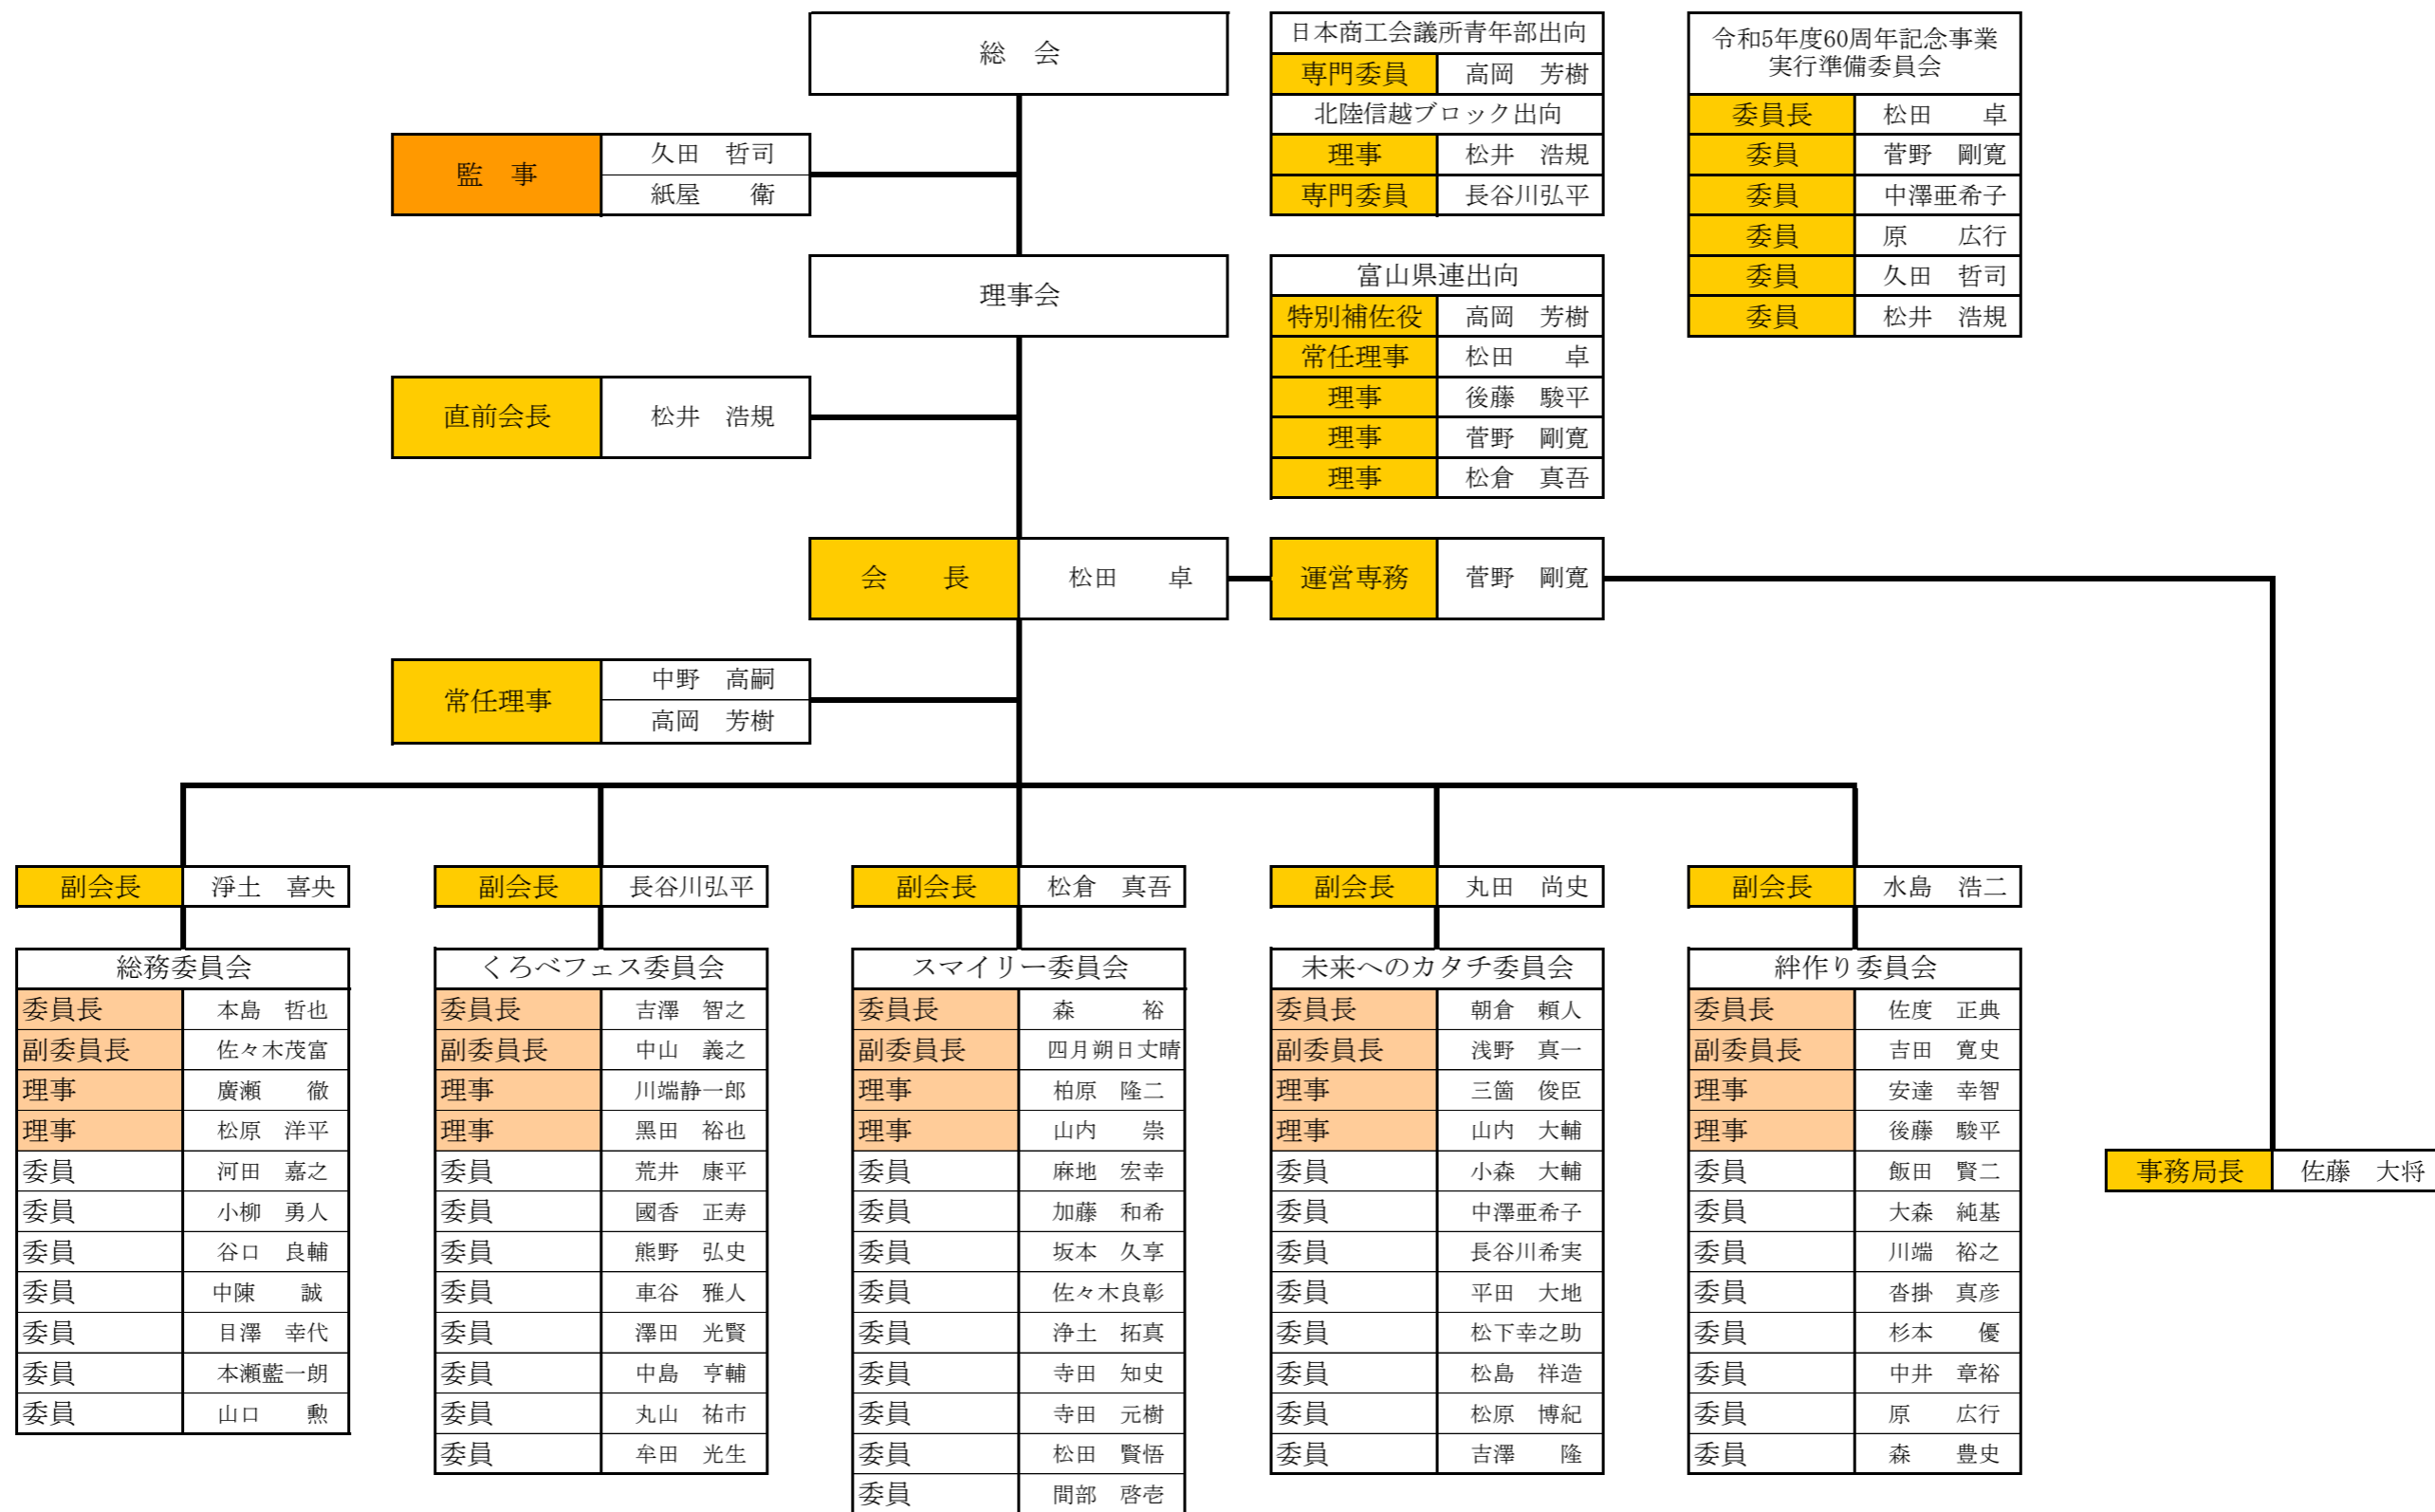 総　会
日本商工会議所青年部出向
専門委員 高岡　芳樹
北陸信越ブロック出向
理事 松井　浩規
専門委員 長谷川弘平
令和5年度60周年記念事業
実行準備委員会
委員長 松田　　卓
委員 菅野　剛寛
委員 中澤亜希子
委員 原　　広行
委員 久田　哲司
委員 松井　浩規
監　事
久田　哲司
紙屋　　衛
理事会
富山県連出向
特別補佐役 高岡　芳樹
常任理事 松田　　卓
理事 後藤　駿平
理事 菅野　剛寛
理事 松倉　真吾
直前会長 松井　浩規
会　　長 松田　　卓
運営専務 菅野　剛寛
常任理事
中野　高嗣
高岡　芳樹
副会長 淨土　喜央
総務委員会
委員長 本島　哲也
副委員長 佐々木茂富
理事 廣瀬　　徹
理事 松原　洋平
委員 河田　嘉之
委員 小柳　勇人
委員 谷口　良輔
委員 中陳　　誠
委員 目澤　幸代
委員 本瀬藍一朗
委員 山口　　勲
副会長 長谷川弘平
くろべフェス委員会
委員長 吉澤　智之
副委員長 中山　義之
理事 川端静一郎
理事 黑田　裕也
委員 荒井　康平
委員 國香　正寿
委員 熊野　弘史
委員 車谷　雅人
委員 澤田　光賢
委員 中島　亨輔
委員 丸山　祐市
委員 牟田　光生
副会長 松倉　真吾
スマイリー委員会
委員長 森　　　裕
副委員長 四月朔日丈晴
理事 柏原　隆二
理事 山内　　崇
委員 麻地　宏幸
委員 加藤　和希
委員 坂本　久享
委員 佐々木良彰
委員 浄土　拓真
委員 寺田　知史
委員 寺田　元樹
委員 松田　賢悟
委員 間部　啓壱
副会長 丸田　尚史
未来へのカタチ委員会
委員長 朝倉　頼人
副委員長 浅野　真一
理事 三箇　俊臣
理事 山内　大輔
委員 小森　大輔
委員 中澤亜希子
委員 長谷川希実
委員 平田　大地
委員 松下幸之助
委員 松島　祥造
委員 松原　博紀
委員 吉澤　　隆
副会長 水島　浩二
絆作り委員会
委員長 佐度　正典
副委員長 吉田　寛史
理事 安達　幸智
理事 後藤　駿平
委員 飯田　賢二
委員 大森　純基
委員 川端　裕之
委員 沓掛　真彦
委員 杉本　　優
委員 中井　章裕
委員 原　　広行
委員 森　　豊史
事務局長 佐藤　大将